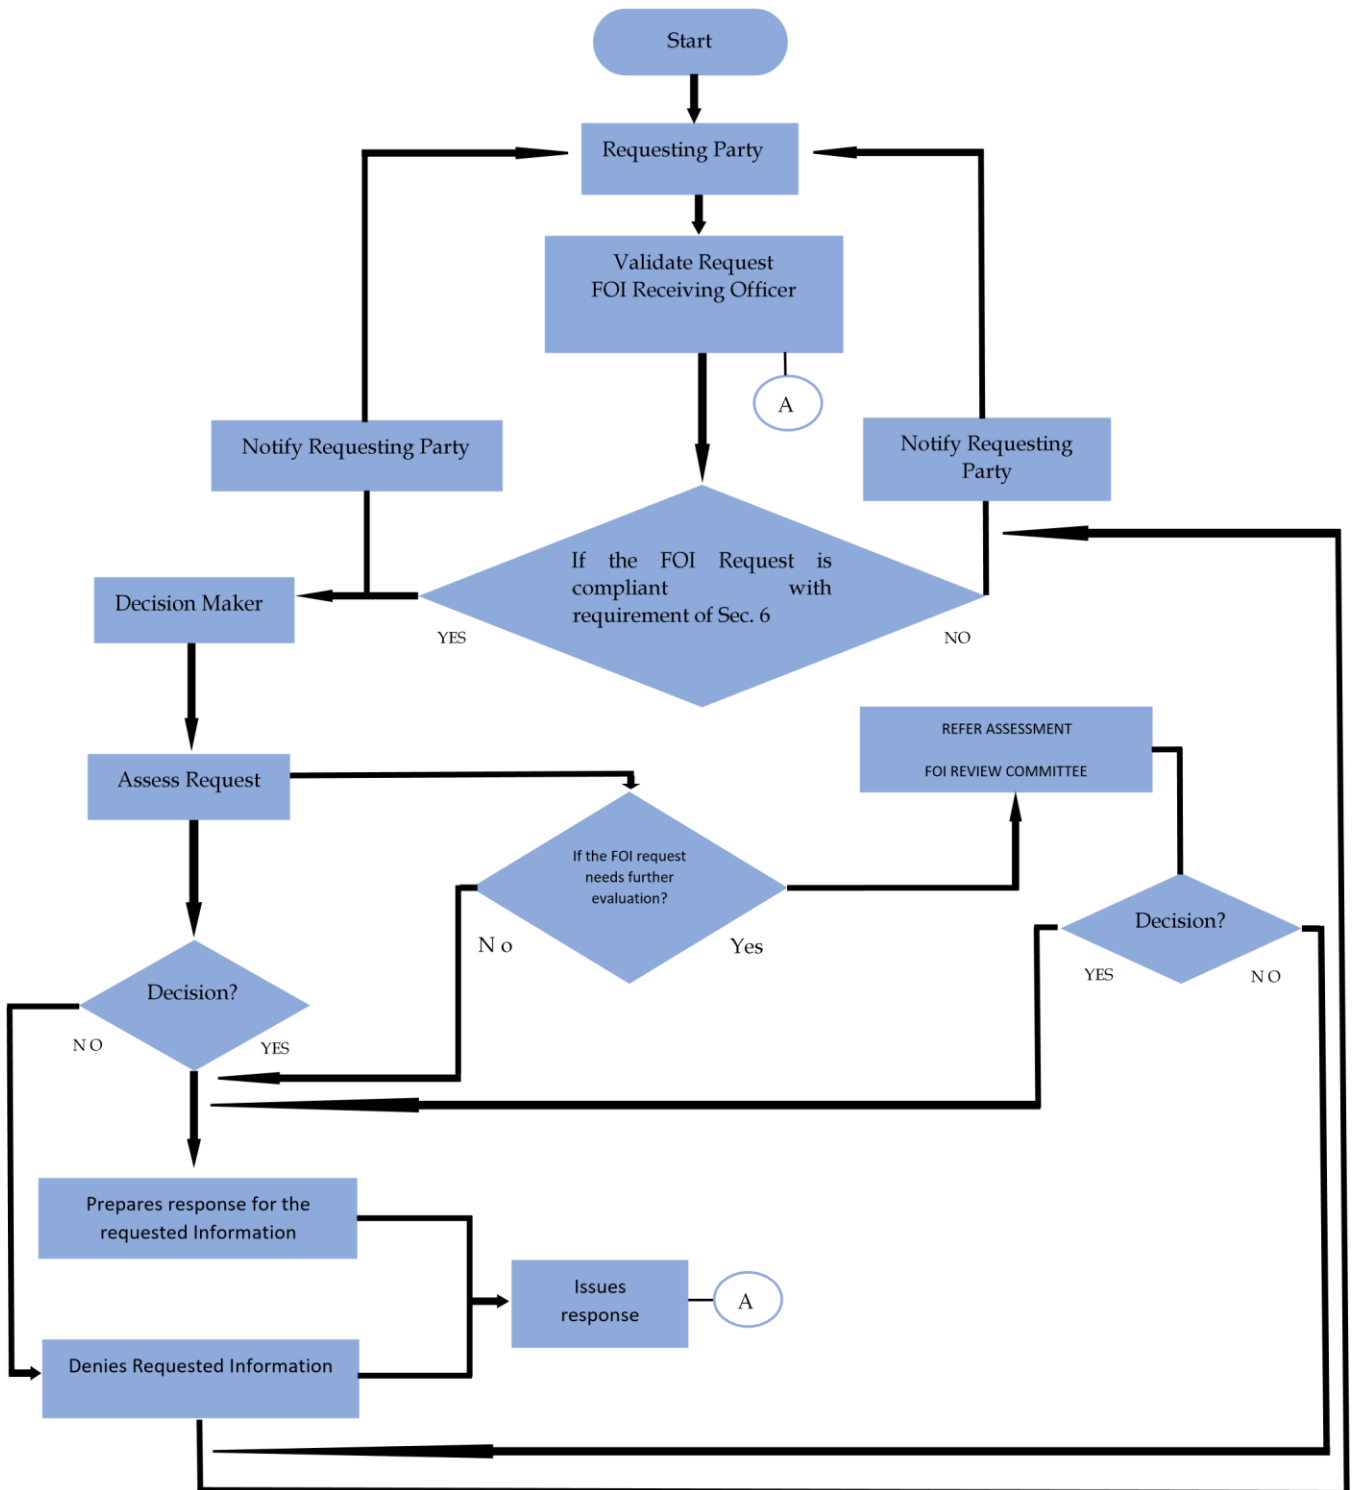 Start
Requesting Party
Validate Request
FOI Receiving Officer
A
Notify Requesting Party
Notify Requesting
Party
If the FOI Request is
compliant with
requirement of Sec. 6
Decision Maker
YES
NO
REFER ASSESSMENT
FOI REVIEW COMMITTEE
Assess Request
If the FOI request
needs further
evaluation?
N o
Yes
Decision?
YES
N O
Decision?
N O
YES
Prepares response for the
requested Information
Issues
response
A
Denies Requested Information